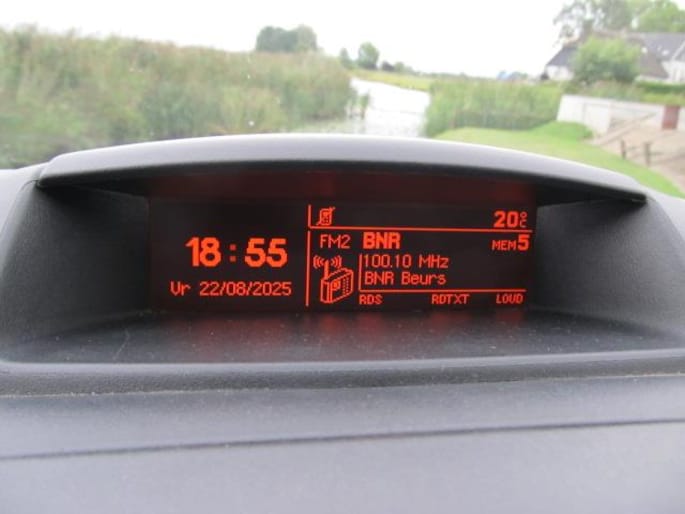 20°C
18:55
FM2 BNR MEM5
100.10 MHz
Vr 22/08/2025
BNR Beurs
RDS RDTXT LOUD